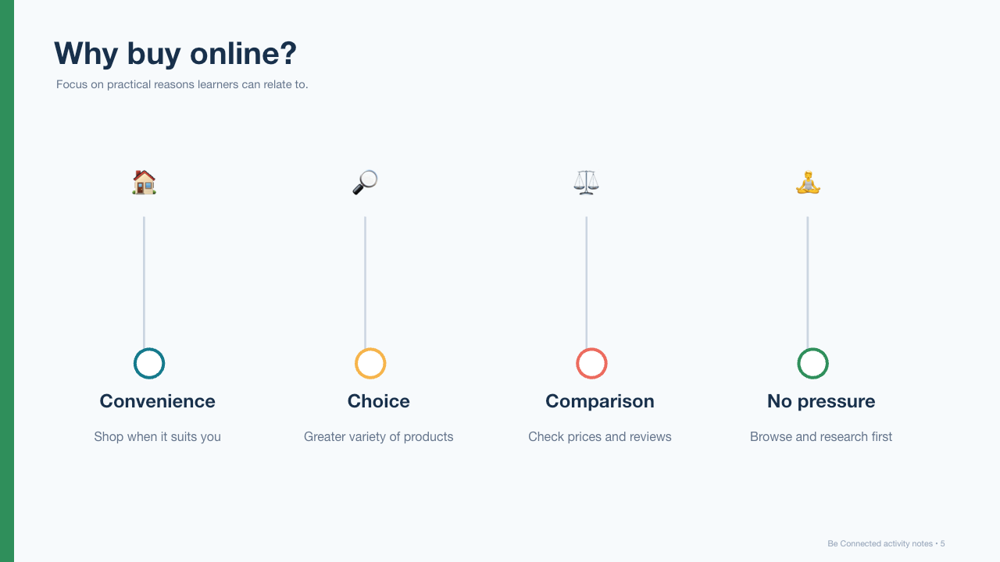 Why buy online?
Focus on practical reasons learners can relate to.
Convenience
Choice
Comparison
No pressure
Shop when it suits you
Greater variety of products
Check prices and reviews
Browse and research first
Be Connected activity notes • 5